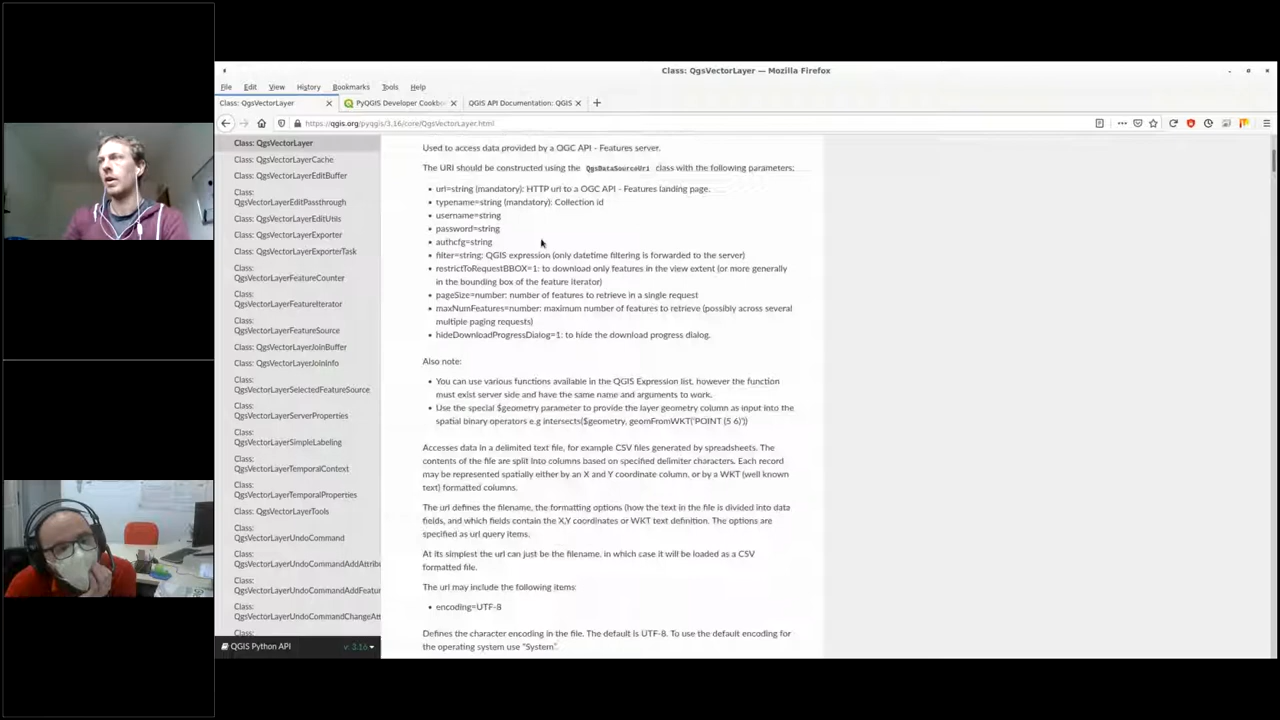 Class: QgsVectorLayer — Mozilla Firefox
File Edit View History Bookmarks Tools Help
Class: QgsVectorLayer
PyQGIS Developer Cookbo
QGIS API Documentation: QGIS
https://qgis.org/pyqgis/3.16/core/QgsVectorLayer.html
Class: QgsVectorLayer
Class: QgsVectorLayerCache
Class: QgsVectorLayerEditBuffer
Class:
QgsVectorLayerEditPassthrough
Class: QgsVectorLayerEditUtils
Class: QgsVectorLayerExporter
Class: QgsVectorLayerExporterTask
Class:
QgsVectorLayerFeatureCounter
Class:
QgsVectorLayerFeatureIterator
Class:
QgsVectorLayerFeatureSource
Class: QgsVectorLayerJoinBuffer
Class: QgsVectorLayerJoinInfo
Class:
QgsVectorLayerSelectedFeatureSource
Class:
QgsVectorLayerServerProperties
Class:
QgsVectorLayerSimpleLabeling
Class:
QgsVectorLayerTemporalContext
Class:
QgsVectorLayerTemporalProperties
Class: QgsVectorLayerTools
Class:
QgsVectorLayerUndoCommand
Class:
QgsVectorLayerUndoCommandAddAttribu
Class:
QgsVectorLayerUndoCommandAddFeatur
Class:
QgsVectorLayerUndoCommandChangeAtt
Class:
QGIS Python API
v: 3.16
Used to access data provided by a OGC API - Features server.
The URI should be constructed using the QgsDataSourceUri class with the following parameters:
• url=string (mandatory): HTTP url to a OGC API - Features landing page.
• typename=string (mandatory): Collection id
• username=string
• password=string
• authcfg=string
• filter=string: QGIS expression (only datetime filtering is forwarded to the server)
• restrictToRequestBBOX=1: to download only features in the view extent (or more generally
in the bounding box of the feature iterator)
• pageSize=number: number of features to retrieve in a single request
• maxNumFeatures=number: maximum number of features to retrieve (possibly across several
multiple paging requests)
• hideDownloadProgressDialog=1: to hide the download progress dialog.
Also note:
• You can use various functions available in the QGIS Expression list, however the function
must exist server side and have the same name and arguments to work.
• Use the special $geometry parameter to provide the layer geometry column as input into the
spatial binary operators e.g intersects($geometry, geomFromWKT('POINT (5 6)'))
Accesses data in a delimited text file, for example CSV files generated by spreadsheets. The
contents of the file are split into columns based on specified delimiter characters. Each record
may be represented spatially either by an X and Y coordinate column, or by a WKT (well known
text) formatted columns.
The url defines the filename, the formatting options (how the text in the file is divided into data
fields, and which fields contain the X,Y coordinates or WKT text definition. The options are
specified as url query items.
At its simplest the url can just be the filename, in which case it will be loaded as a CSV
formatted file.
The url may include the following items:
• encoding=UTF-8
Defines the character encoding in the file. The default is UTF-8. To use the default encoding for
the operating system use "System".